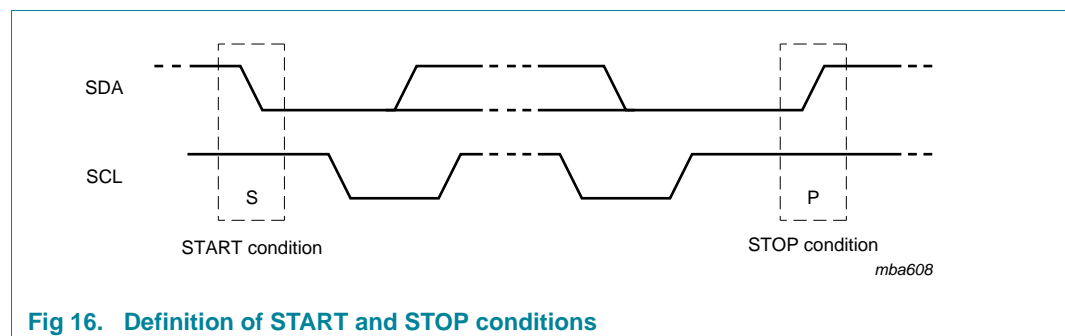 SDA
SCL
S
P
START condition
STOP condition
mba608
Fig 16. Definition of START and STOP conditions